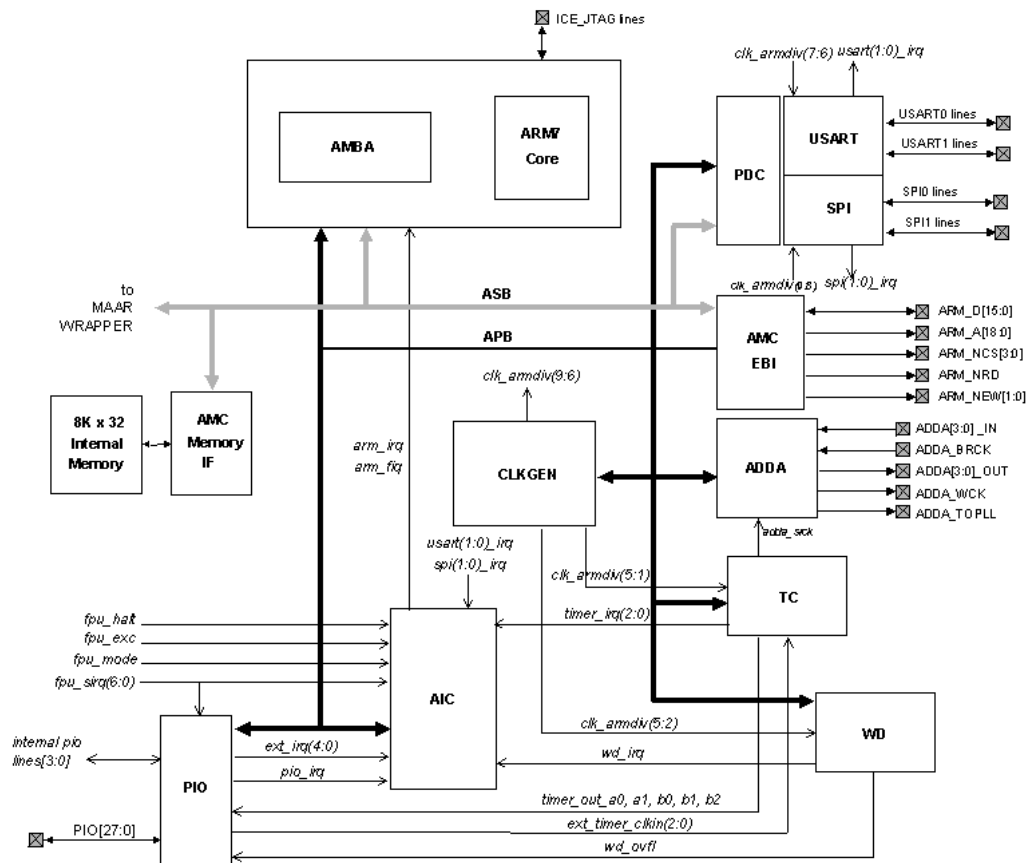 ICE_JTAG lines
clk_armdiv(7:6) usart(1:0)_irq
AMBA
ARM7
Core
PDC
USART
SPI
USART0 lines
USART1 lines
SPI0 lines
SPI1 lines
spi(1:0)_irq
to
MAAR
WRAPPER
ASB
APB
AMC
EBI
ARM_D[15:0]
ARM_A[18:0]
ARM_NCS[3:0]
ARM_NRD
ARM_NEW[1:0]
clk_armdiv(9:6)
8K x 32
Internal
Memory
AMC
Memory
IF
arm_irq
arm_fiq
CLKGEN
ADDA
ADDA[3:0]_IN
ADDA_BRCK
ADDA[3:0]_OUT
ADDA_WCK
ADDA_TOPLL
adda_srck
usart(1:0)_irq
spi(1:0)_irq
clk_armdiv(5:1)
timer_irq(2:0)
TC
fpu_halt
fpu_exc
fpu_mode
fpu_sirq(6:0)
AIC
clk_armdiv(5:2)
WD
internal pio
lines[3:0]
PIO
ext_irq(4:0)
pio_irq
wd_irq
timer_out_a0, a1, b0, b1, b2
ext_timer_clkin(2:0)
wd_ovfl
PIO[27:0]